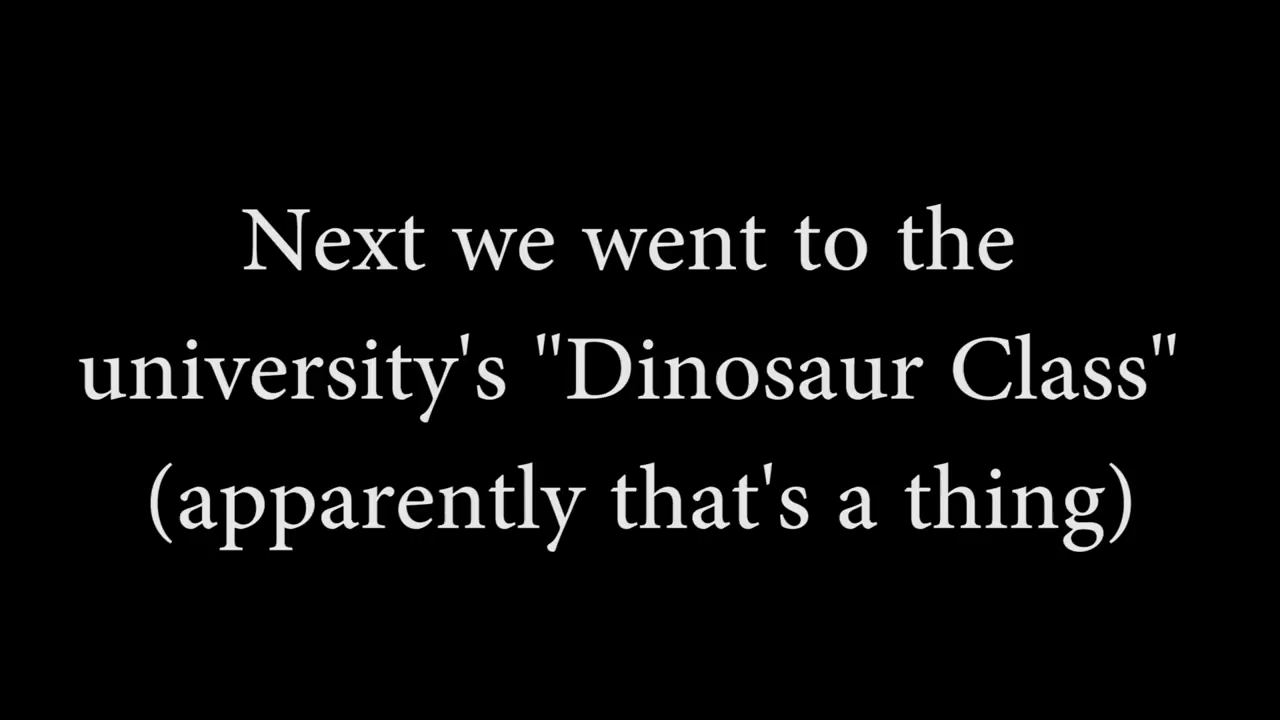 Next we went to the
university's "Dinosaur Class"
(apparently that's a thing)